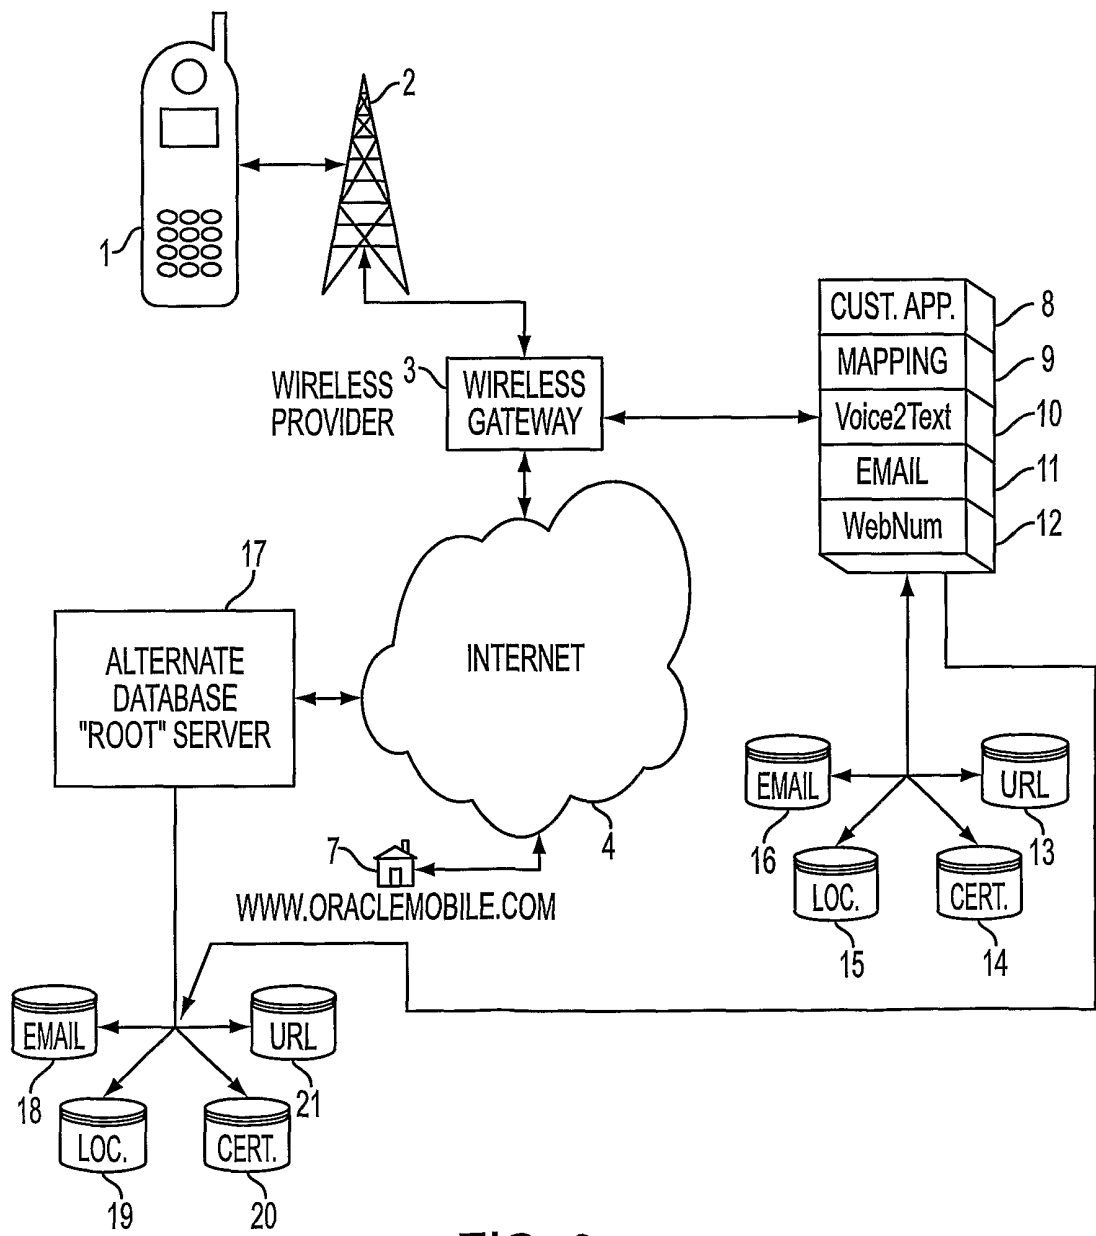 2
1
WIRELESS
PROVIDER
3
WIRELESS
GATEWAY
CUST. APP.
8
MAPPING
9
Voice2Text
10
EMAIL
11
WebNum
12
17
ALTERNATE
DATABASE
"ROOT" SERVER
INTERNET
4
7
WWW.ORACLEMOBILE.COM
EMAIL
16
URL
13
LOC.
15
CERT.
14
EMAIL
18
URL
21
LOC.
19
CERT.
20